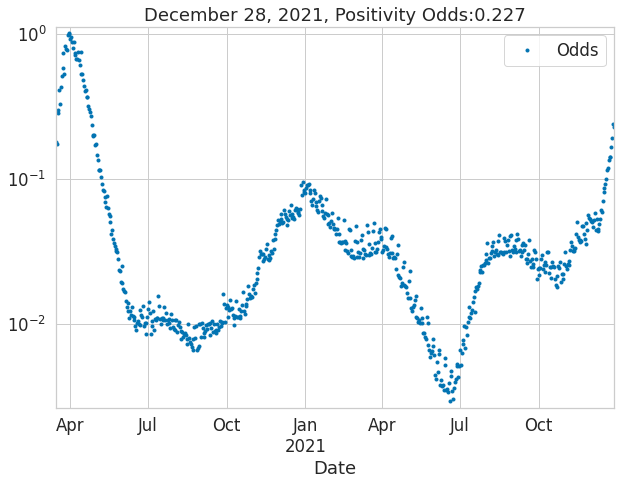 December 28, 2021, Positivity Odds:0.227
Odds
10^0
10^-1
10^-2
Apr Jul Oct Jan Apr Jul Oct
2021
Date